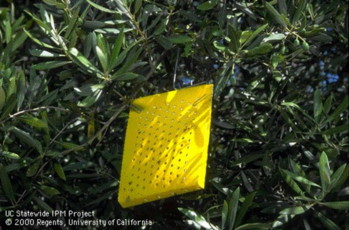 UC Statewide IPM Project
© 2000 Regents, University of California